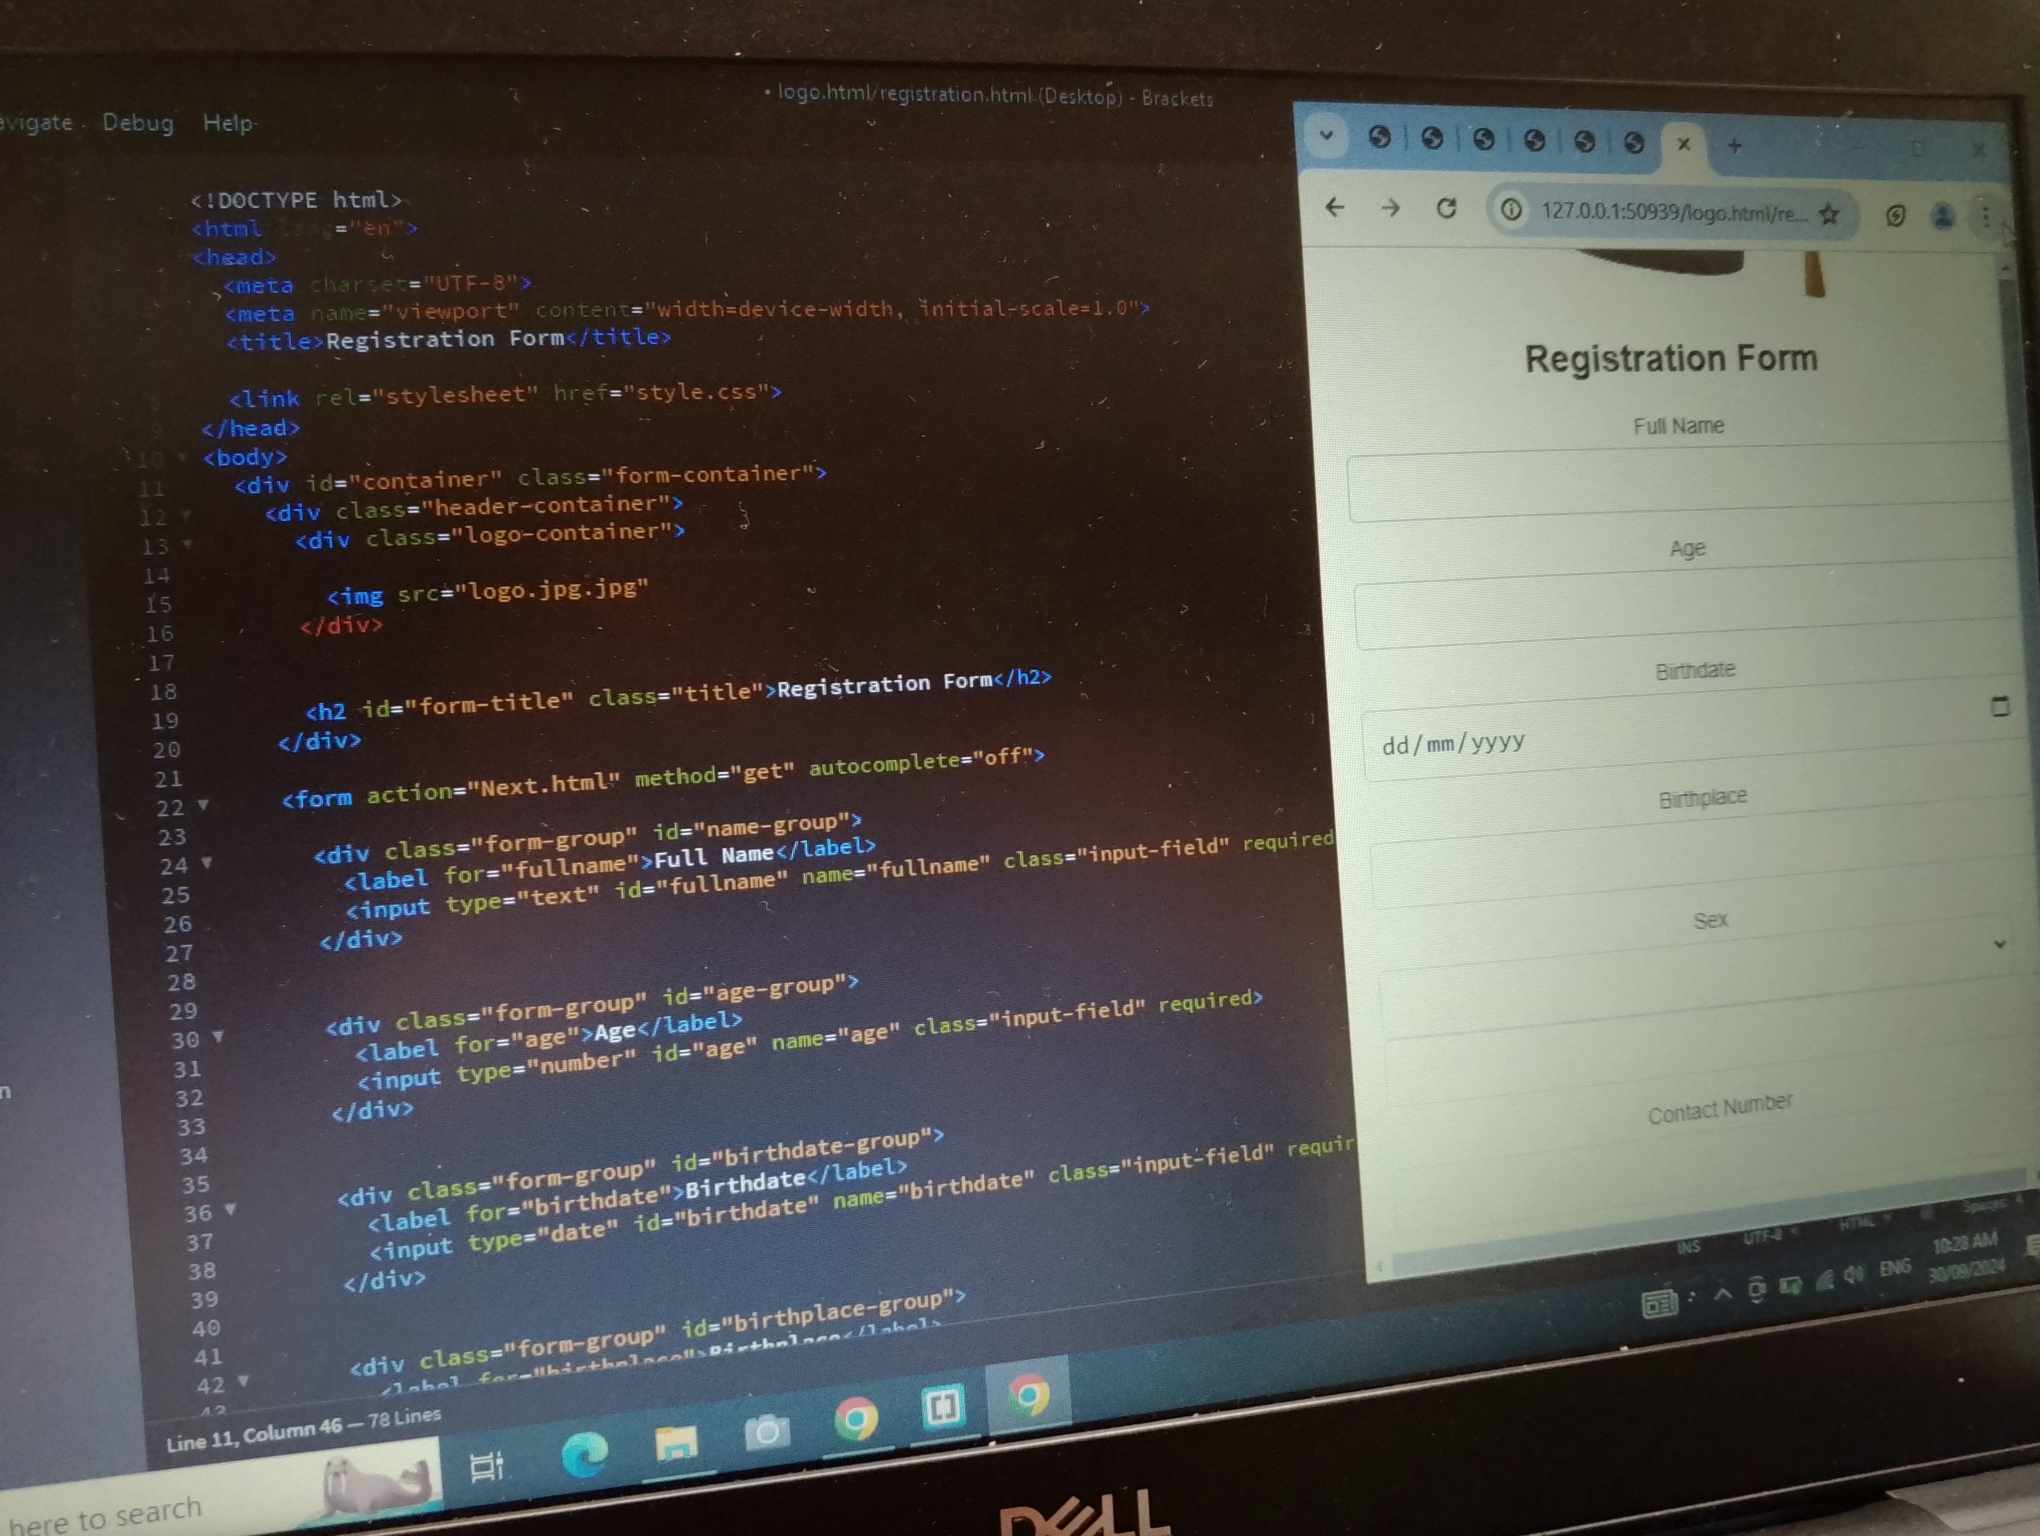 • logo.html/registration.html (Desktop) - Brackets
avigate Debug Help
<!DOCTYPE html>
<html lang="en">
<head>
<meta charset="UTF-8">
<meta name="viewport" content="width=device-width, initial-scale=1.0">
<title>Registration Form</title>
<link rel="stylesheet" href="style.css">
</head>
10 <body>
11 <div id="container" class="form-container">
12 <div class="header-container">
13 <div class="logo-container">
14
15 <img src="logo.jpg.jpg"
16 </div>
17
18
19 <h2 id="form-title" class="title">Registration Form</h2>
20 </div>
21
22 <form action="Next.html" method="get" autocomplete="off">
23
24 <div class="form-group" id="name-group">
25 <label for="fullname">Full Name</label>
26 <input type="text" id="fullname" name="fullname" class="input-field" required
27 </div>
28
29
30 <div class="form-group" id="age-group">
31 <label for="age">Age</label>
32 <input type="number" id="age" name="age" class="input-field" required>
33 </div>
34
35
36 <div class="form-group" id="birthdate-group">
37 <label for="birthdate">Birthdate</label>
38 <input type="date" id="birthdate" name="birthdate" class="input-field" requir
39 </div>
40
41
42 <div class="form-group" id="birthplace-group">
43 <label for="birthplace">Birthplace</label>
Line 11, Column 46 — 78 Lines
127.0.0.1:50939/logo.html/re...
Registration Form
Full Name
Age
Birthdate
dd/mm/yyyy
Birthplace
Sex
Contact Number
INS UTF-8 HTML Spaces: 4
n
here to search
ENG
10:28 AM
30/09/2024
DELL